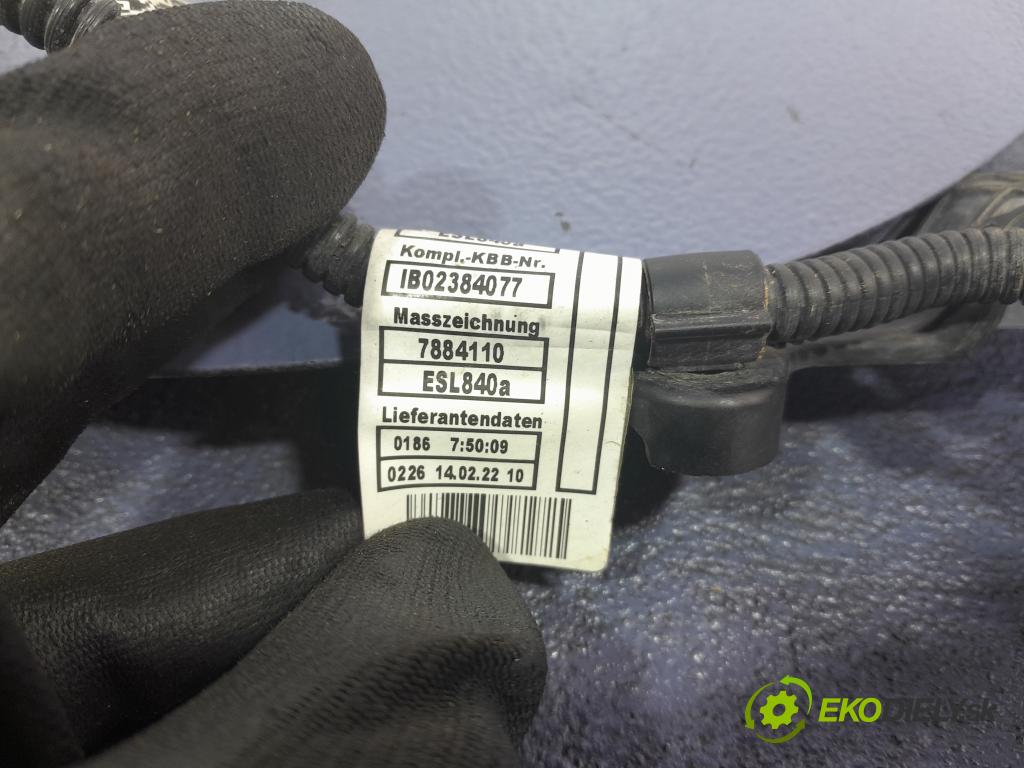 Kompl.-KBB-Nr.
IB02384077
Masszeichnung
7884110
ESL840a
Lieferantendaten
0186 7:50:09
0226 14.02.22 10
EKODIELY.sk